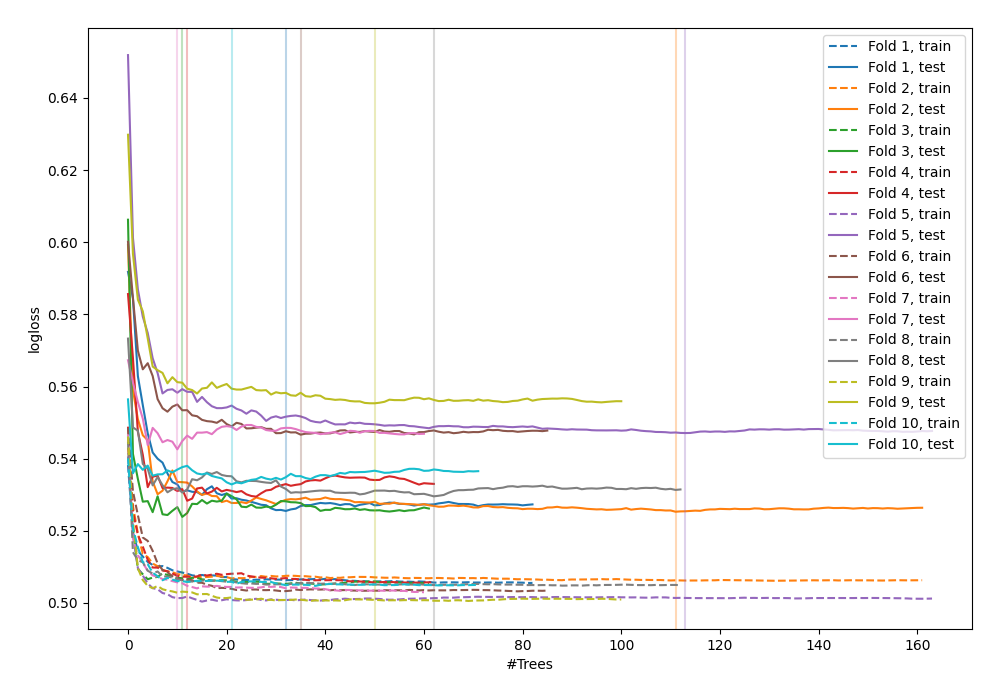 0.64
0.62
0.60
0.58
0.56
0.54
0.52
0.50
logloss
0
20
40
60
80
100
120
140
160
#Trees
Fold 1, train
Fold 1, test
Fold 2, train
Fold 2, test
Fold 3, train
Fold 3, test
Fold 4, train
Fold 4, test
Fold 5, train
Fold 5, test
Fold 6, train
Fold 6, test
Fold 7, train
Fold 7, test
Fold 8, train
Fold 8, test
Fold 9, train
Fold 9, test
Fold 10, train
Fold 10, test